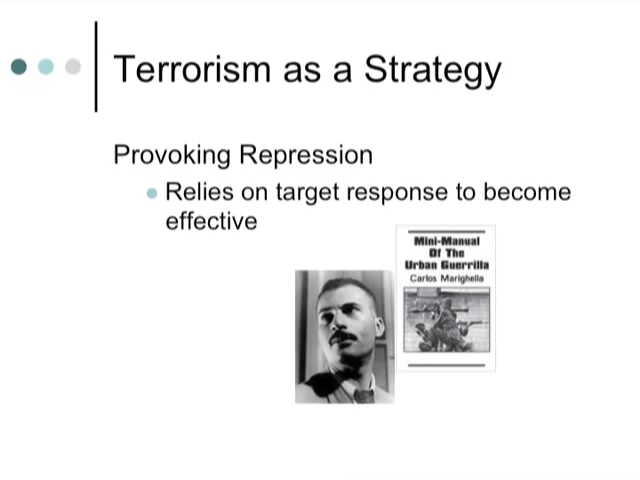 Terrorism as a Strategy
Provoking Repression
Relies on target response to become
effective
Mini-Manual
Of The
Urban Guerrilla
Carlos Marighella